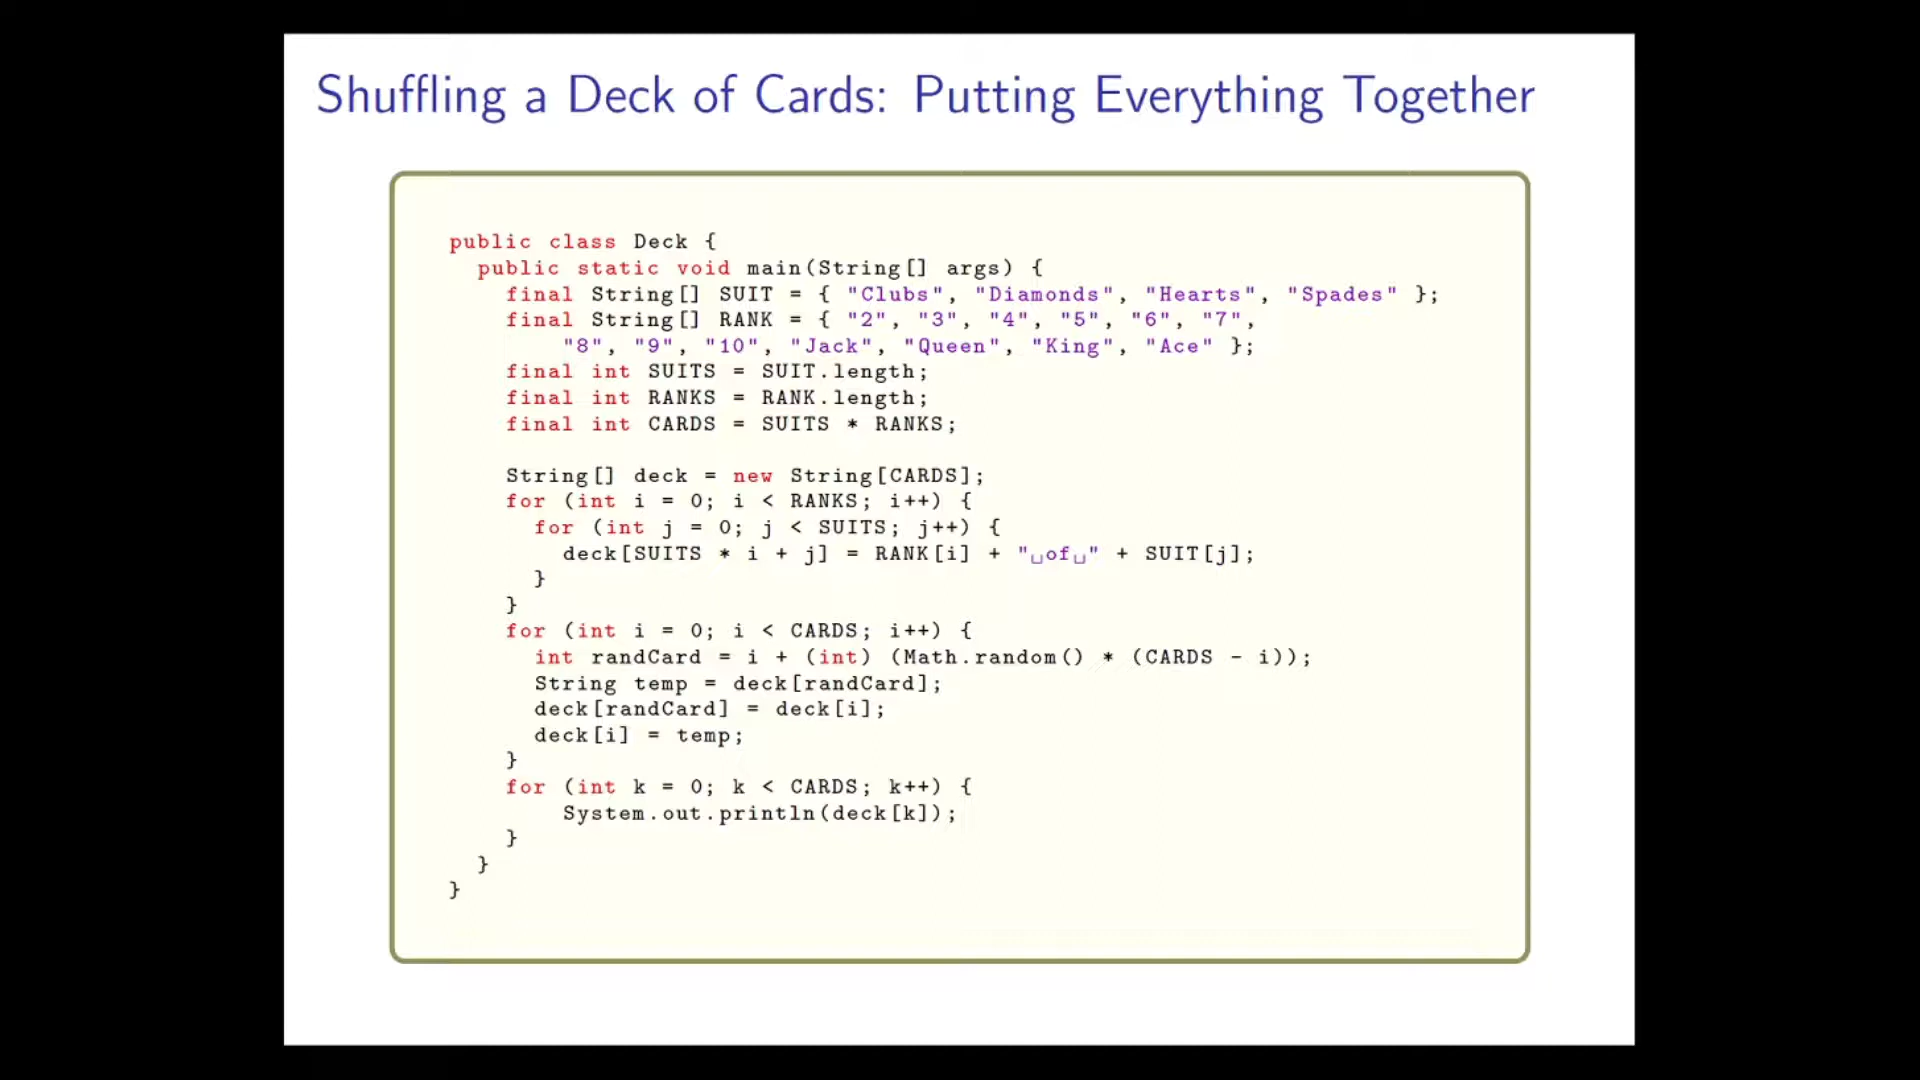 Shuffling a Deck of Cards: Putting Everything Together
public class Deck {
public static void main(String[] args) {
final String[] SUIT = { "Clubs", "Diamonds", "Hearts", "Spades" };
final String[] RANK = { "2", "3", "4", "5", "6", "7",
"8", "9", "10", "Jack", "Queen", "King", "Ace" };
final int SUITS = SUIT.length;
final int RANKS = RANK.length;
final int CARDS = SUITS * RANKS;
String[] deck = new String[CARDS];
for (int i = 0; i < RANKS; i++) {
for (int j = 0; j < SUITS; j++) {
deck[SUITS * i + j] = RANK[i] + "␣of␣" + SUIT[j];
}
}
for (int i = 0; i < CARDS; i++) {
int randCard = i + (int) (Math.random() * (CARDS - i));
String temp = deck[randCard];
deck[randCard] = deck[i];
deck[i] = temp;
}
for (int k = 0; k < CARDS; k++) {
System.out.println(deck[k]);
}
}
}